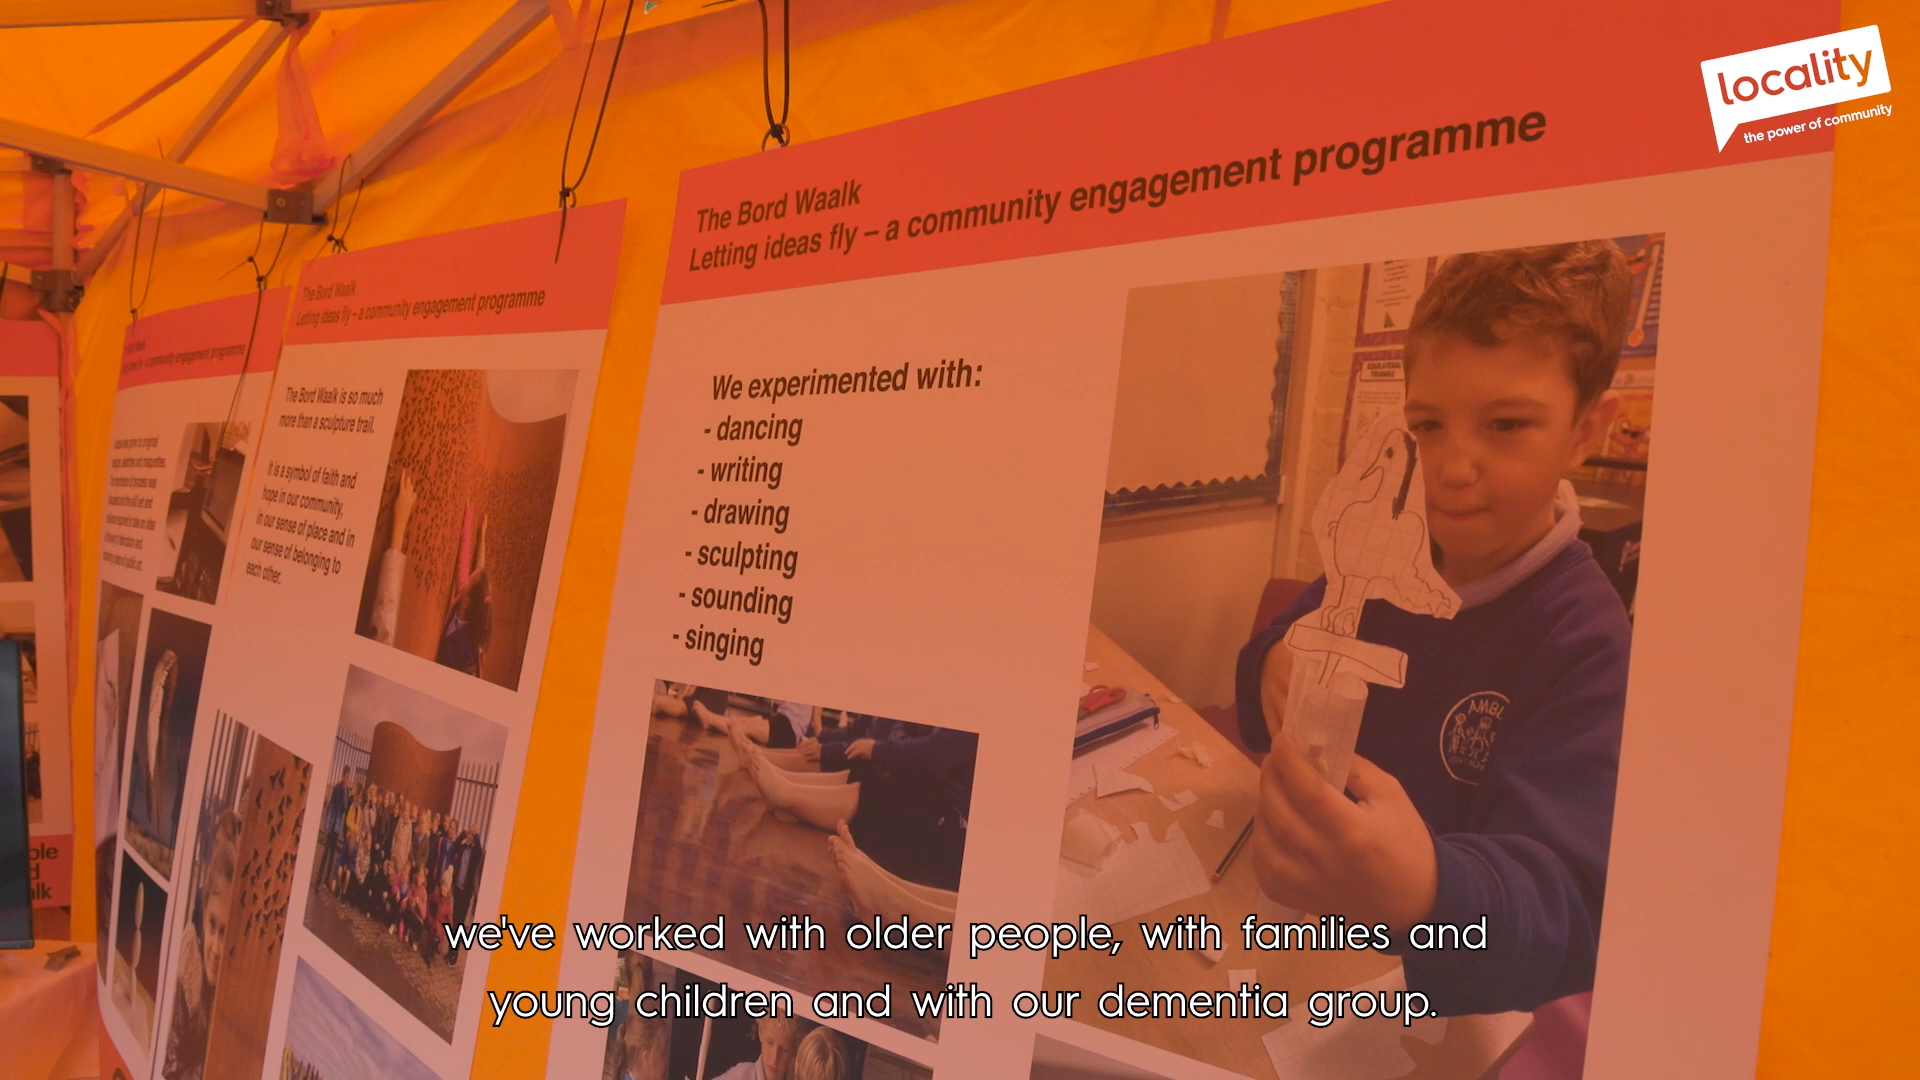 locality
the power of community
The Bord Waalk
Letting ideas fly – a community engagement programme
We experimented with:
- dancing
- writing
- drawing
- sculpting
- sounding
- singing
EQUILATERAL
TRIANGLE
AMBL
The Bord Waalk
Letting ideas fly – a community engagement programme
The Bord Waalk is so much
more than a sculpture trail.
It is a symbol of faith and
hope in our community,
in our sense of place and in
our sense of belonging to
each other.
we've worked with older people, with families and
young children and with our dementia group.